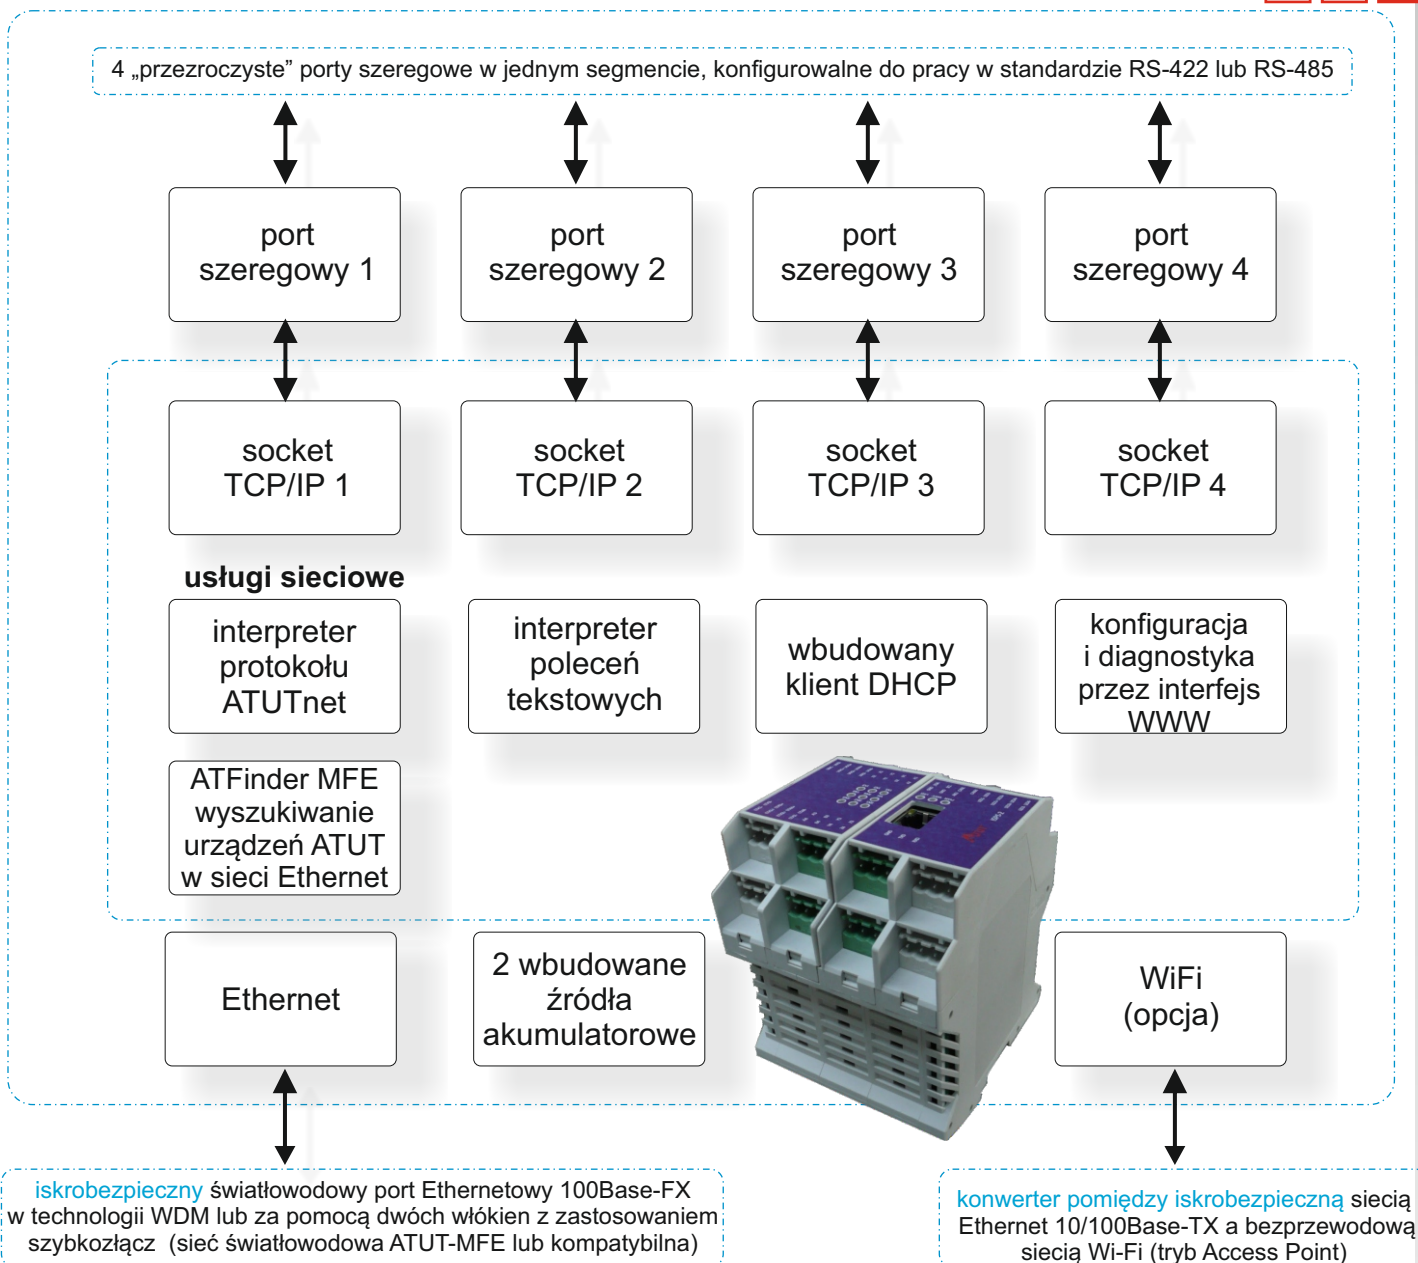 4 „przezroczyste” porty szeregowe w jednym segmencie, konfigurowalne do pracy w standardzie RS-422 lub RS-485
port
szeregowy 1
port
szeregowy 2
port
szeregowy 3
port
szeregowy 4
socket
TCP/IP 1
socket
TCP/IP 2
socket
TCP/IP 3
socket
TCP/IP 4
usługi sieciowe
interpreter
protokołu
ATUTnet
interpreter
poleceń
tekstowych
wbudowany
klient DHCP
konfiguracja
i diagnostyka
przez interfejs
WWW
ATFinder MFE
wyszukiwanie
urządzeń ATUT
w sieci Ethernet
Ethernet
2 wbudowane
źródła
akumulatorowe
WiFi
(opcja)
iskrobezpieczny światłowodowy port Ethernetowy 100Base-FX
w technologii WDM lub za pomocą dwóch włókien z zastosowaniem
szybkozłącz (sieć światłowodowa ATUT-MFE lub kompatybilna)
konwerter pomiędzy iskrobezpieczną siecią
Ethernet 10/100Base-TX a bezprzewodową
siecią Wi-Fi (tryb Access Point)